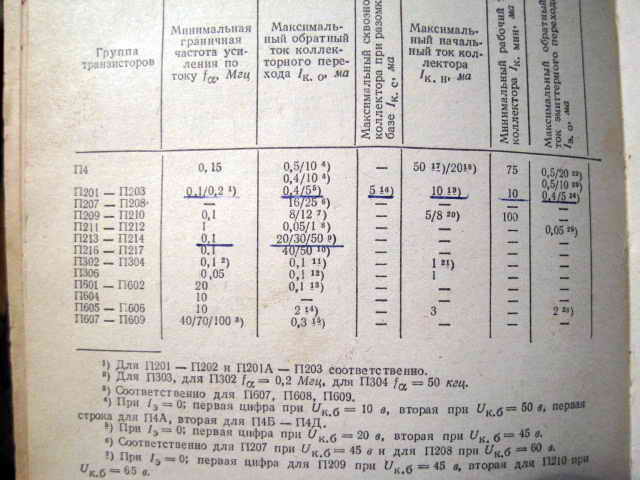 Группа транзисторов
Минимальная граничная частота усиления по току fα, Мгц
Максимальный обратный ток коллекторного перехода Iк. о, ма
Максимальный сквозной коллектора при разомк базе Iк. с, ма
Максимальный начальный ток коллектора Iк. н, ма
Минимальный рабочий т коллектора Iк. мин, ма
Максимальный обратный ток эмиттерного перехода Iэ. о, ма
П4 0,15 0,5/10 4) — 50 17)/20 18) 75 0,5/20 22)
0,4/10 4) 0,5/10
П201 — П203 0,1/0,2 1) 0,4/5 5) 5 16) 10 19) 10 0,4/5 24)
П207 — П208 — 16/25 6) — — — —
П209 — П210 0,1 8/12 7) — 5/8 20) 100 —
П211 — П212 1 0,05/1 8) — — — 0,05 25)
П213 — П214 0,1 20/30/50 9) — — — —
П216 — П217 0,1 40/50 10) — — — —
П302 — П304 0,1 2) 0,1 11) — 1 21) — —
П306 0,05 0,1 12) — 1 — —
П601 — П602 20 0,1 13) — — —
П604 10 — — — —
П605 — П606 10 2 14) — 3 — 2
П607 — П609 40/70/100 3) 0,3 15) — — — —
1) Для П201 — П202 и П201А — П203 соответственно.
2) Для П303, для П302 fα = 0,2 Мгц, для П304 fα = 50 кгц.
3) Соответственно для П607, П608, П609.
4) При Iэ = 0; первая цифра при Uк.б = 10 в, вторая при Uк.б = 50 в, первая
строка для П4А, вторая для П4Б — П4Д.
5) При Iэ = 0; первая цифра при Uк.б = 20 в, вторая при Uк.б = 45 в.
6) Соответственно для П207 при Uк.б = 45 в и для П208 при Uк.б = 60 в.
7) При Iэ = 0; первая цифра для П209 при Uк.б = 45 в, вторая для П210 при
Uк.б = 65 в.